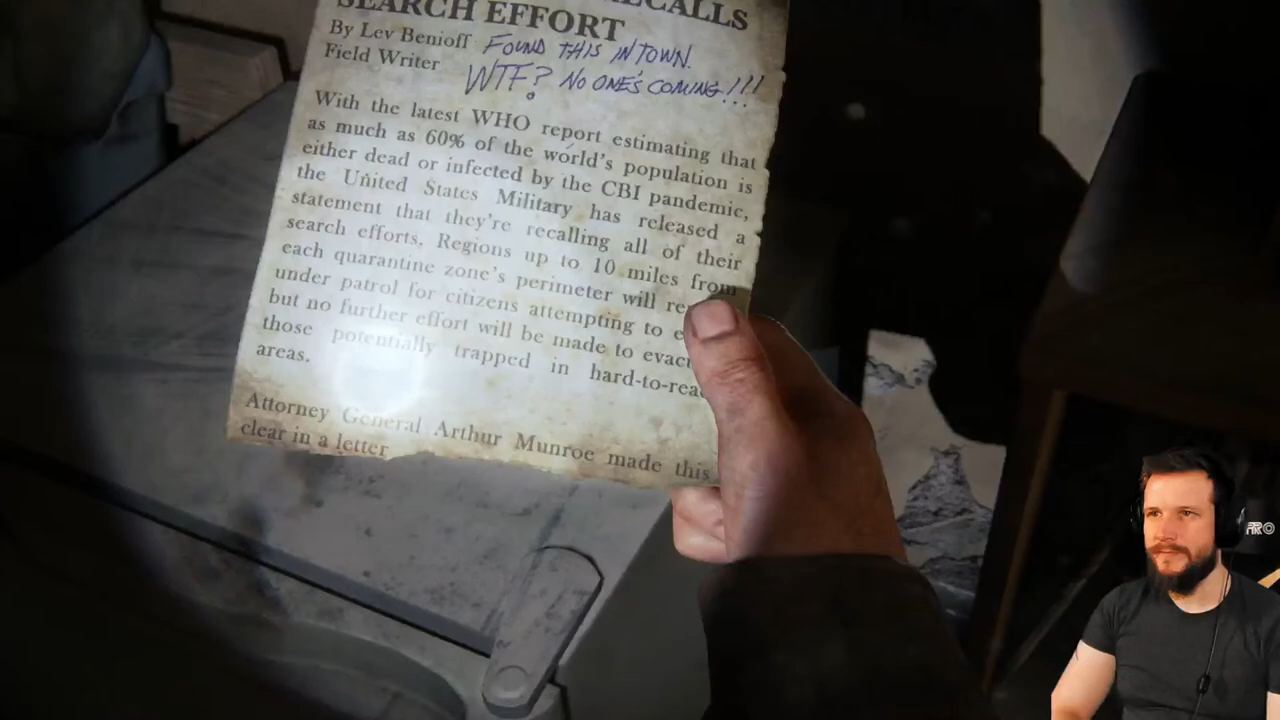 RECALLS
SEARCH EFFORT
By Lev Benioff
Field Writer
FOUND THIS IN TOWN.
WTF? NO ONE'S COMING!!!
With the latest WHO report estimating that
as much as 60% of the world's population is
either dead or infected by the CBI pandemic,
the United States Military has released a
statement that they're recalling all of their
search efforts. Regions up to 10 miles from
each quarantine zone's perimeter will
under patrol for citizens attempting to
but no further effort will be made to
those potentially trapped in
areas.
Attorney General Arthur Munroe made this
clear in a letter
PRO